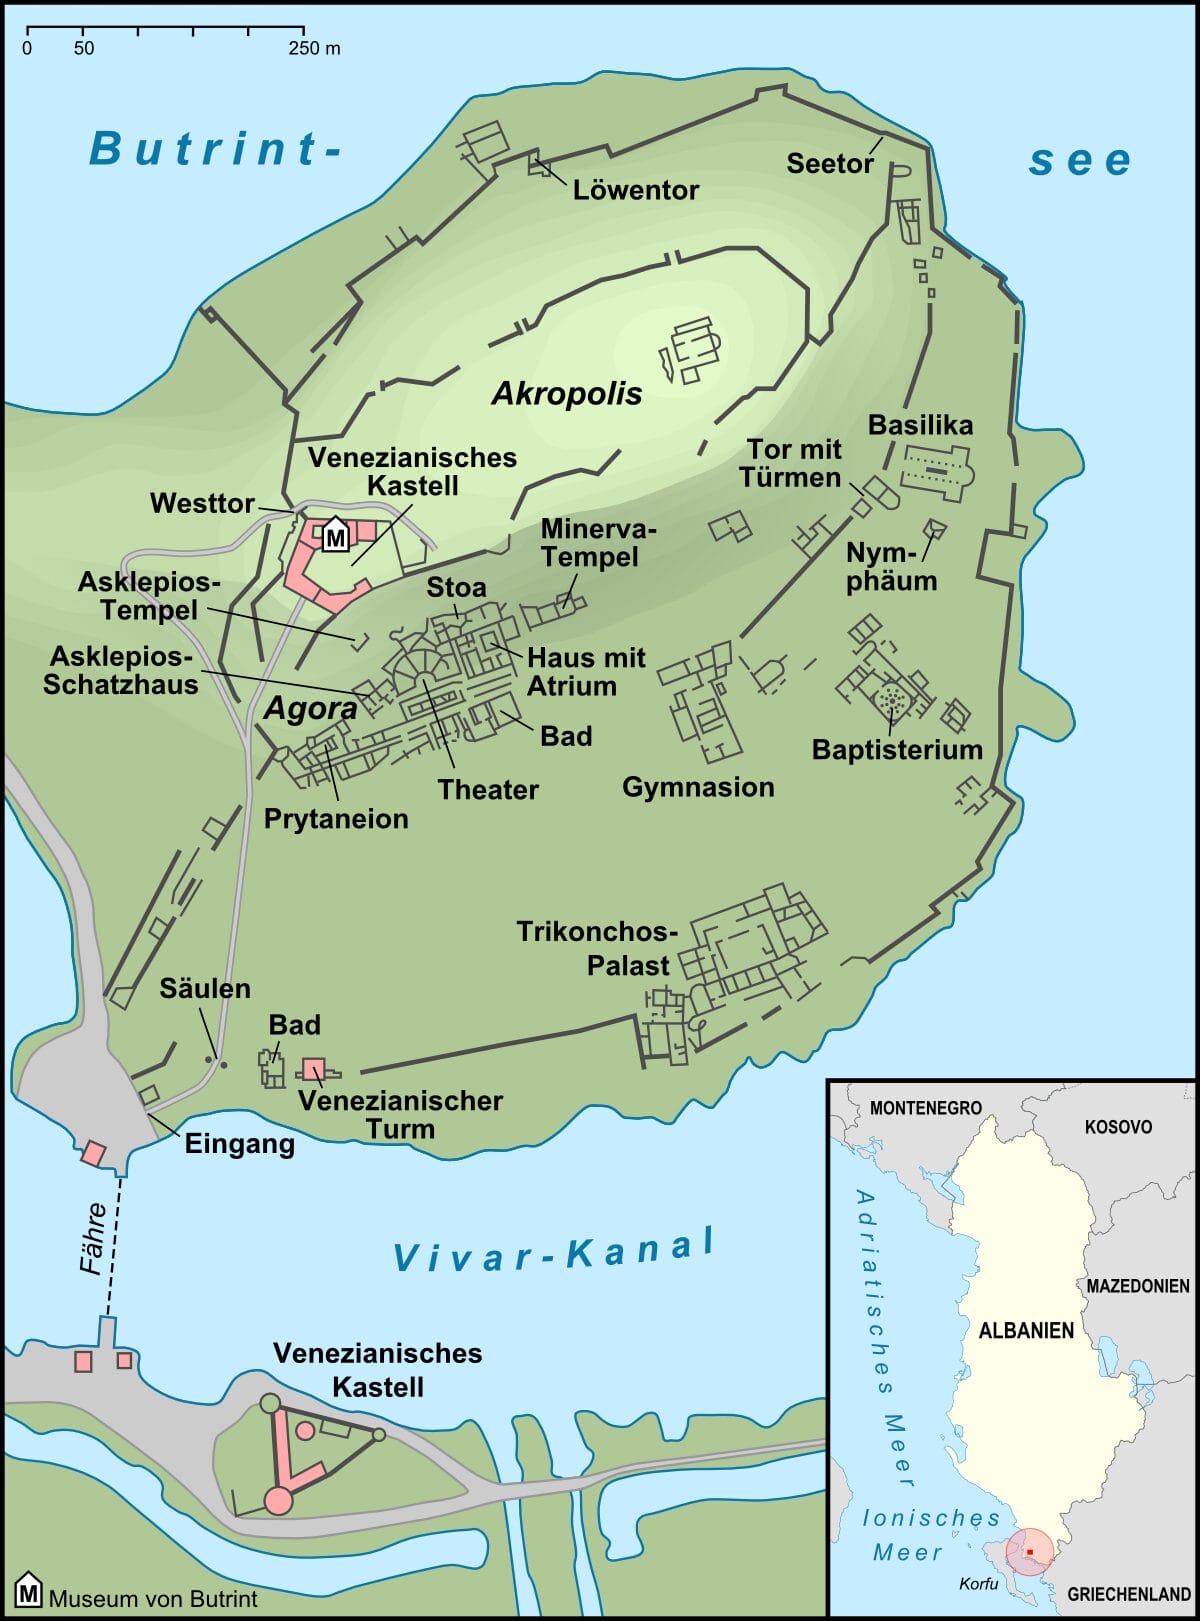 0 50 250 m
Butrint-
see
Seetor
Löwentor
Akropolis
Basilika
Tor mit
Türmen
Venezianisches
Kastell
Westtor
M
Minerva-
Tempel
Nym-
phäum
Asklepios-
Tempel
Stoa
Asklepios-
Schatzhaus
Haus mit
Atrium
Agora
Bad
Baptisterium
Theater
Gymnasion
Prytaneion
Trikonchos-
Palast
Säulen
Bad
Venezianischer
Turm
Eingang
Fähre
Vivar-Kanal
Venezianisches
Kastell
M Museum von Butrint
MONTENEGRO
KOSOVO
Adriatisches Meer
MAZEDONIEN
ALBANIEN
Ionisches
Meer
Korfu
GRIECHENLAND